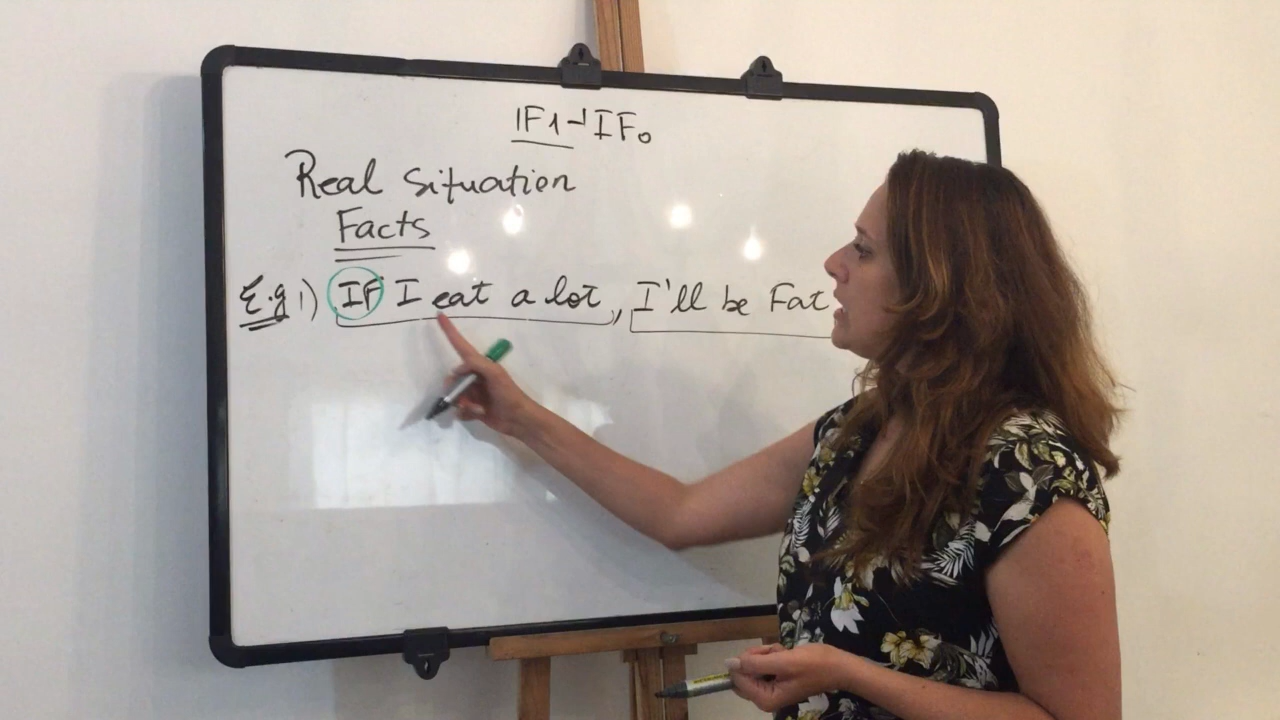 IF1-IF0
Real Situation
Facts
E.g 1) IF I eat a lot, I'll be Fat